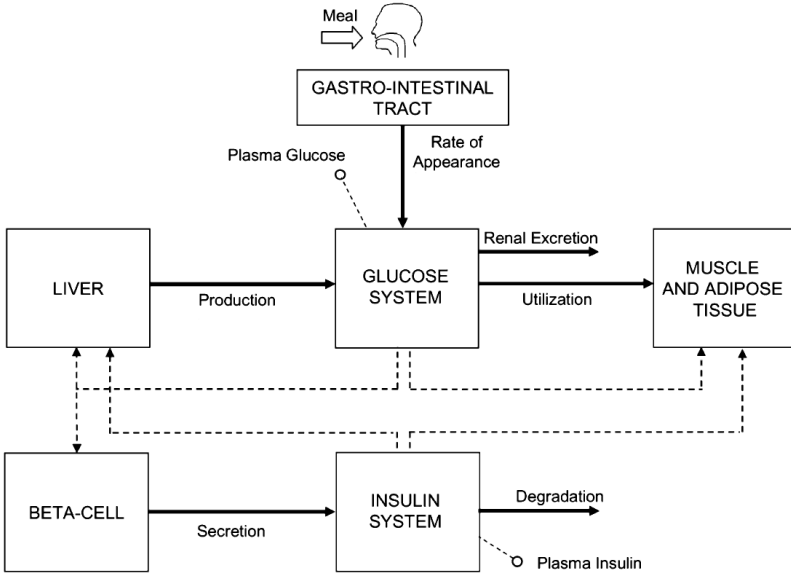 Meal
GASTRO-INTESTINAL
TRACT
Rate of
Appearance
Plasma Glucose
Renal Excretion
LIVER
Production
GLUCOSE
SYSTEM
Utilization
MUSCLE
AND ADIPOSE
TISSUE
BETA-CELL
Secretion
INSULIN
SYSTEM
Degradation
Plasma Insulin